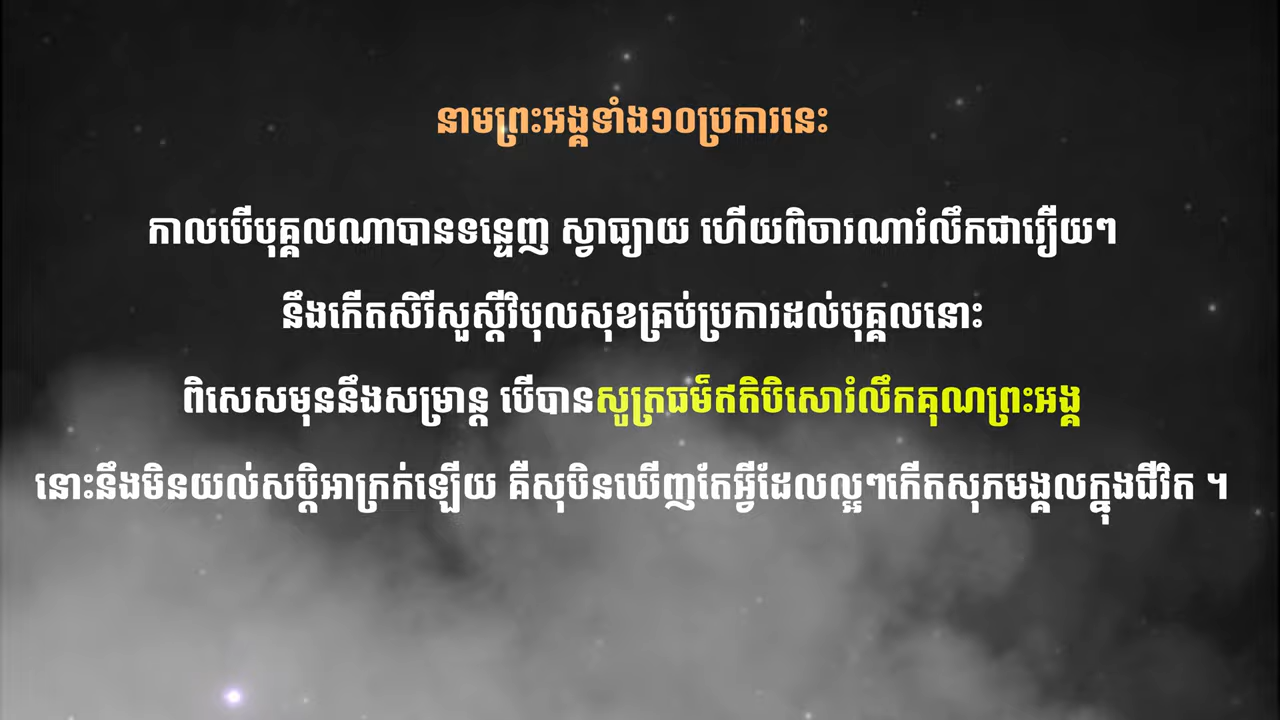 នាមព្រះអង្គទាំង១០ប្រការនេះ
កាលបើបុគ្គលណាបានទន្ទេញ ស្វាធ្យាយ ហើយពិចារណារំលឹកជារឿយៗ
នឹងកើតសិរីសួស្តីវិបុលសុខគ្រប់ប្រការដល់បុគ្គលនោះ
ពិសេសមុននឹងសម្រាន្ត បើបានសូត្រធម៌ឥតិបិសោរំលឹកគុណព្រះអង្គ
នោះនឹងមិនយល់សប្តិអាក្រក់ឡើយ គឺសុបិនឃើញតែអ្វីដែលល្អៗកើតសុភមង្គលក្នុងជីវិត ។